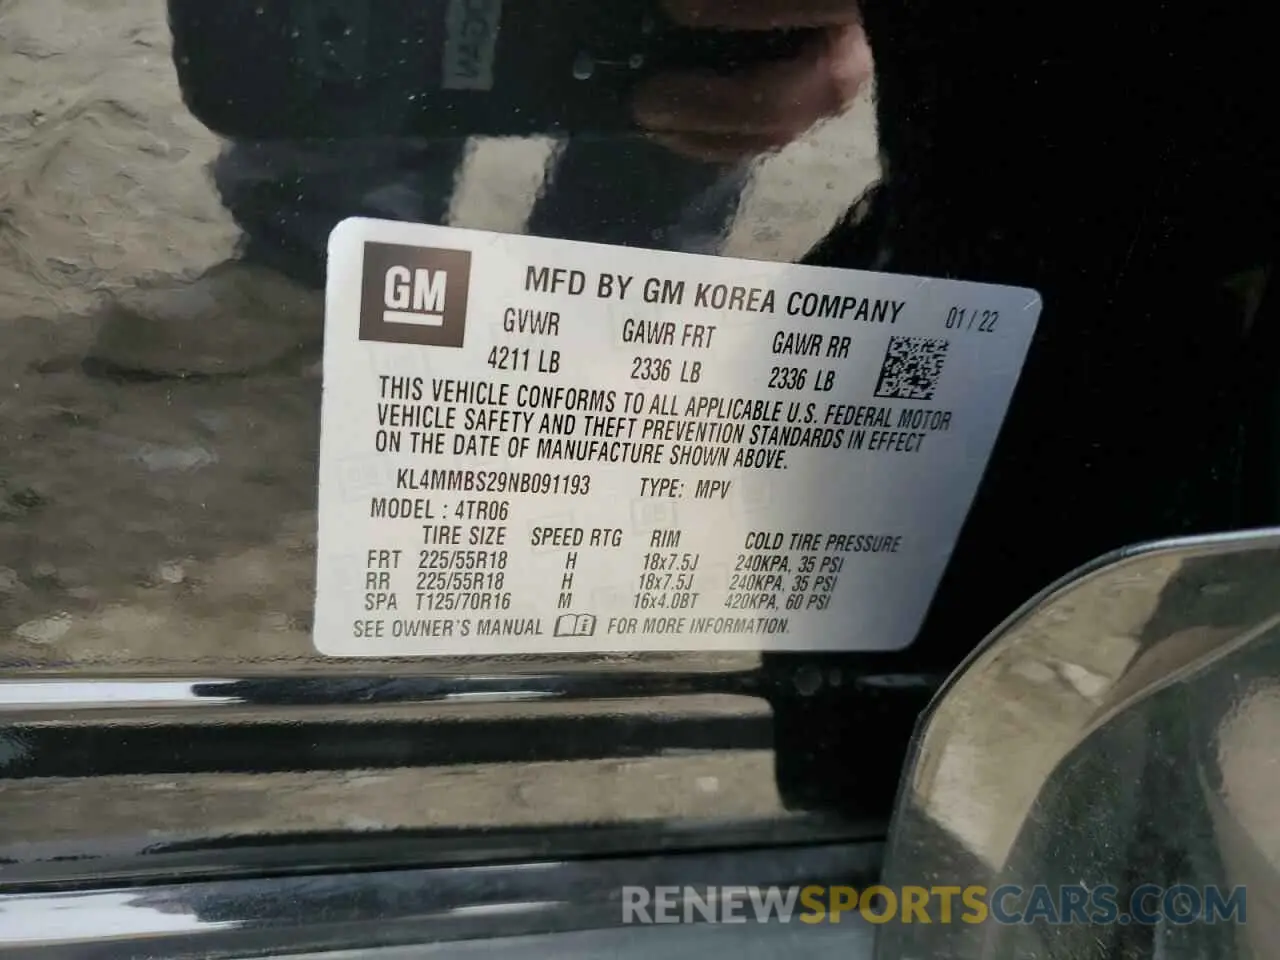 GM
MFD BY GM KOREA COMPANY 01 / 22
GVWR GAWR FRT GAWR RR
4211 LB 2336 LB 2336 LB
THIS VEHICLE CONFORMS TO ALL APPLICABLE U.S. FEDERAL MOTOR
VEHICLE SAFETY AND THEFT PREVENTION STANDARDS IN EFFECT
ON THE DATE OF MANUFACTURE SHOWN ABOVE.
KL4MMBS29NB091193 TYPE: MPV
MODEL : 4TR06
TIRE SIZE SPEED RTG RIM COLD TIRE PRESSURE
FRT 225/55R18 H 18x7.5J 240KPA, 35 PSI
RR 225/55R18 H 18x7.5J 240KPA, 35 PSI
SPA T125/70R16 M 16x4.0BT 420KPA, 60 PSI
SEE OWNER'S MANUAL FOR MORE INFORMATION.
RENEWSPORTSCARS.COM